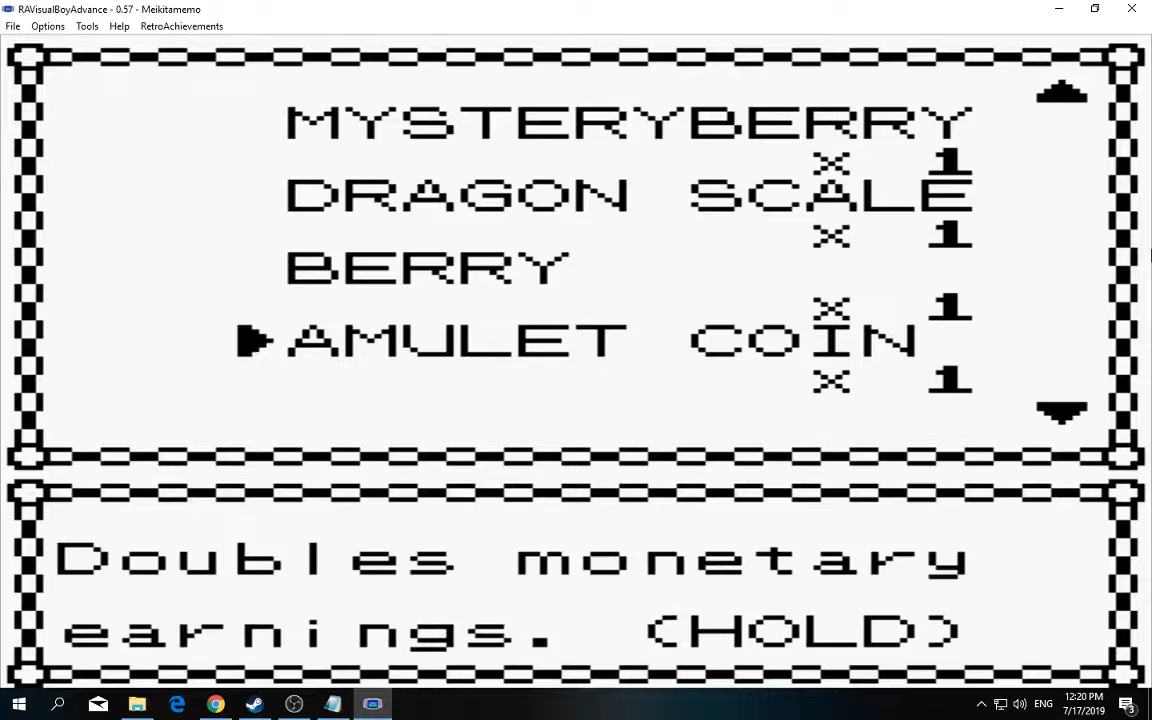 RAVisualBoyAdvance - 0.57 - Meikitamemo
File Options Tools Help RetroAchievements
MYSTERYBERRY
× 1
DRAGON SCALE
× 1
BERRY
× 1
AMULET COIN
× 1
Doubles monetary
earnings. (HOLD)
ENG
12:20 PM
7/17/2019
3